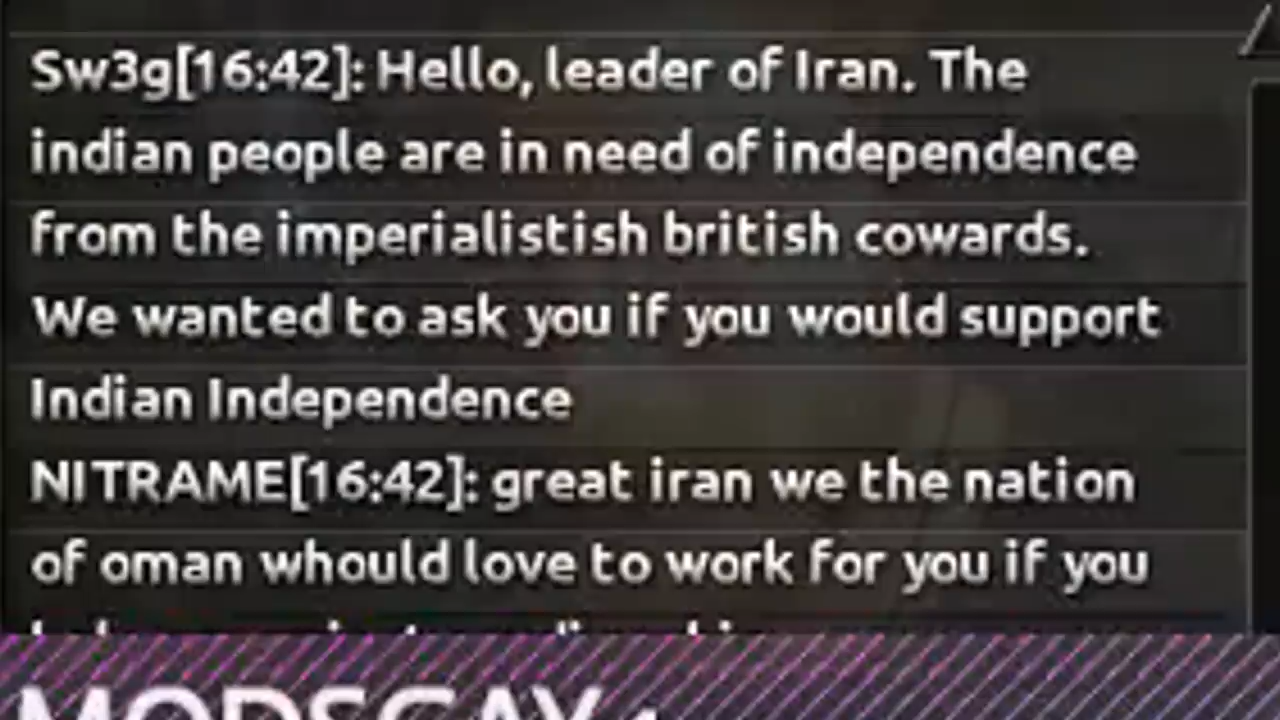 Sw3g[16:42]: Hello, leader of Iran. The
indian people are in need of independence
from the imperialistish british cowards.
We wanted to ask you if you would support
Indian Independence
NITRAME[16:42]: great iran we the nation
of oman whould love to work for you if you